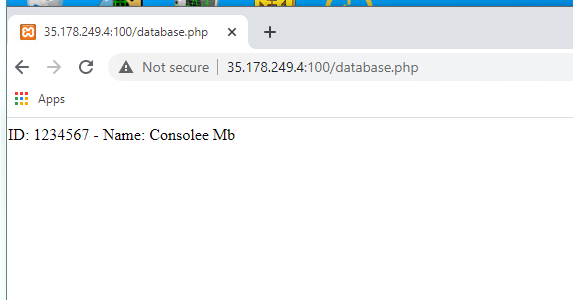 35.178.249.4:100/database.php
Not secure | 35.178.249.4:100/database.php
Apps
ID: 1234567 - Name: Consolee Mb